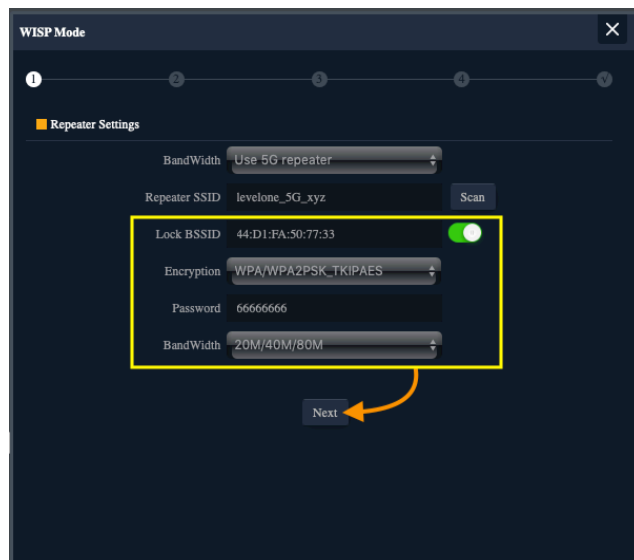 WISP Mode
1 2 3 4 √
Repeater Settings
BandWidth Use 5G repeater
Repeater SSID levelone_5G_xyz Scan
Lock BSSID 44:D1:FA:50:77:33
Encryption WPA/WPA2PSK_TKIPAES
Password 66666666
BandWidth 20M/40M/80M
Next